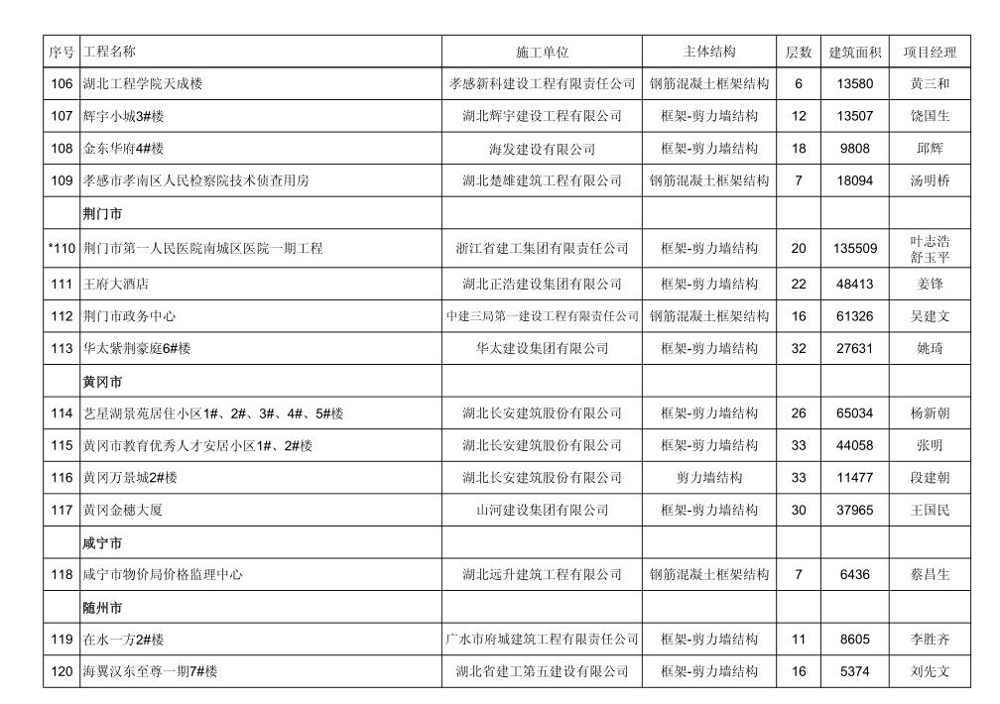 序号 工程名称 施工单位 主体结构 层数 建筑面积 项目经理
106 湖北工程学院天成楼 孝感新科建设工程有限责任公司 钢筋混凝土框架结构 6 13580 黄三和
107 辉宇小城3#楼 湖北辉宇建设工程有限公司 框架-剪力墙结构 12 13507 饶国生
108 金东华府4#楼 海发建设有限公司 框架-剪力墙结构 18 9808 邱辉
109 孝感市孝南区人民检察院技术侦查用房 湖北楚雄建筑工程有限公司 钢筋混凝土框架结构 7 18094 汤明桥
荆门市
*110 荆门市第一人民医院南城区医院一期工程 浙江省建工集团有限责任公司 框架-剪力墙结构 20 135509 叶志浩
舒玉平
111 王府大酒店 湖北正浩建设集团有限公司 框架-剪力墙结构 22 48413 姜锋
112 荆门市政务中心 中建三局第一建设工程有限责任公司 钢筋混凝土框架结构 16 61326 吴建文
113 华太紫荆豪庭6#楼 华太建设集团有限公司 框架-剪力墙结构 32 27631 姚琦
黄冈市
114 艺星湖景苑居住小区1#、2#、3#、4#、5#楼 湖北长安建筑股份有限公司 框架-剪力墙结构 26 65034 杨新朝
115 黄冈市教育优秀人才安居小区1#、2#楼 湖北长安建筑股份有限公司 框架-剪力墙结构 33 44058 张明
116 黄冈万景城2#楼 湖北长安建筑股份有限公司 剪力墙结构 33 11477 段建朝
117 黄冈金穗大厦 山河建设集团有限公司 框架-剪力墙结构 30 37965 王国民
咸宁市
118 咸宁市物价局价格监理中心 湖北远升建筑工程有限公司 钢筋混凝土框架结构 7 6436 蔡昌生
随州市
119 在水一方2#楼 广水市府城建筑工程有限责任公司 框架-剪力墙结构 11 8605 李胜齐
120 海翼汉东至尊一期7#楼 湖北省建工第五建设有限公司 框架-剪力墙结构 16 5374 刘先文